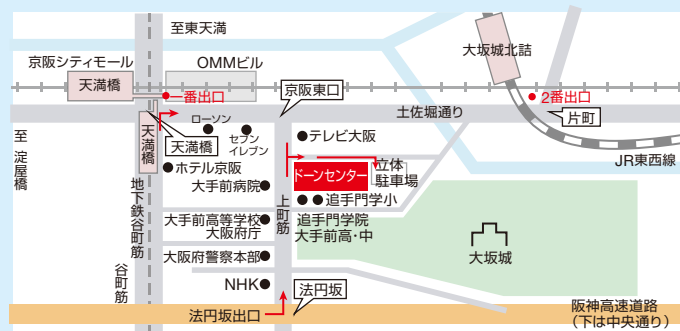 至東天満
京阪シティモール
OMMビル
大坂城北詰
天満橋
京阪東口
一番出口
2番出口
土佐堀通り
片町
ローソン
セブン
イレブン
テレビ大阪
天満橋
天満橋
至
淀屋橋
JR東西線
ホテル京阪
ドーンセンター
立体
駐車場
大手前病院
地下鉄谷町筋
上町筋
追手門学小
大手前高等学校
大阪府庁
追手門学院
大手前高・中
大坂城
大阪府警察本部
谷町筋
NHK
法円坂
法円坂出口
阪神高速道路
(下は中央通り)